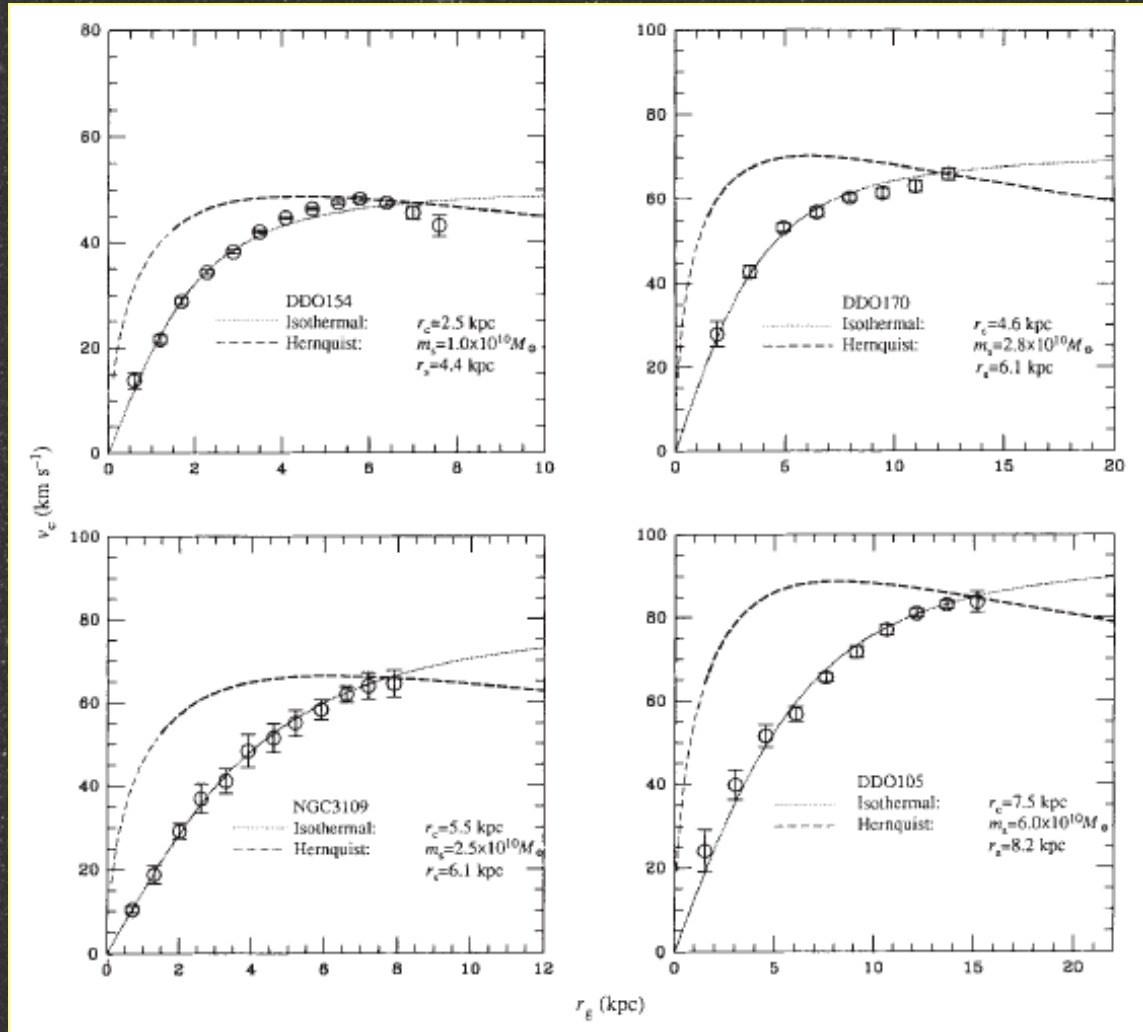 80
60
40
20
0
0 2 4 6 8 10
DDO154
Isothermal: r_c=2.5 kpc
Hernquist: m_s=1.0×10^10 M_⊙
r_s=4.4 kpc
100
80
60
40
20
0
0 5 10 15 20
DDO170
Isothermal: r_c=4.6 kpc
Hernquist: m_s=2.8×10^10 M_⊙
r_s=6.1 kpc
v_c (km s^−1)
100
80
60
40
20
0
0 2 4 6 8 10 12
NGC3109
Isothermal: r_c=5.5 kpc
Hernquist: m_s=2.5×10^10 M_⊙
r_s=6.1 kpc
100
80
60
40
20
0
0 5 10 15 20
DDO105
Isothermal: r_c=7.5 kpc
Hernquist: m_s=6.0×10^10 M_⊙
r_s=8.2 kpc
r_g (kpc)